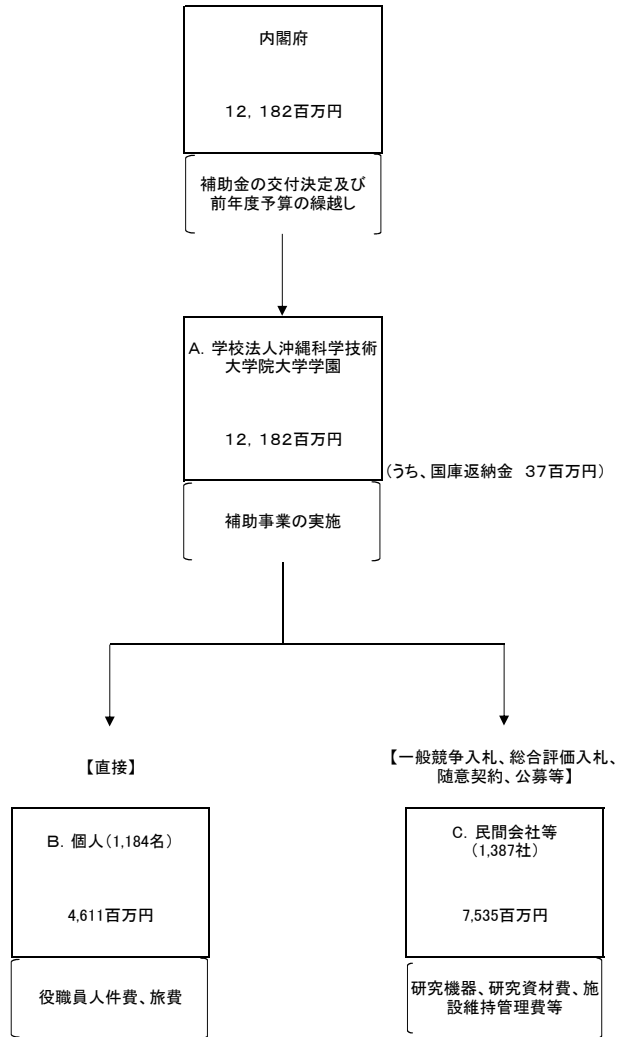 内閣府
１２，１８２百万円
補助金の交付決定及び
前年度予算の繰越し
Ａ．学校法人沖縄科学技術
大学院大学学園
１２，１８２百万円
（うち、国庫返納金　３７百万円）
補助事業の実施
【直接】
【一般競争入札、総合評価入札、
随意契約、公募等】
Ｂ．個人（1,184名）
4,611百万円
役職員人件費、旅費
Ｃ．民間会社等
（1,387社）
7,535百万円
研究機器、研究資材費、施
設維持管理費等